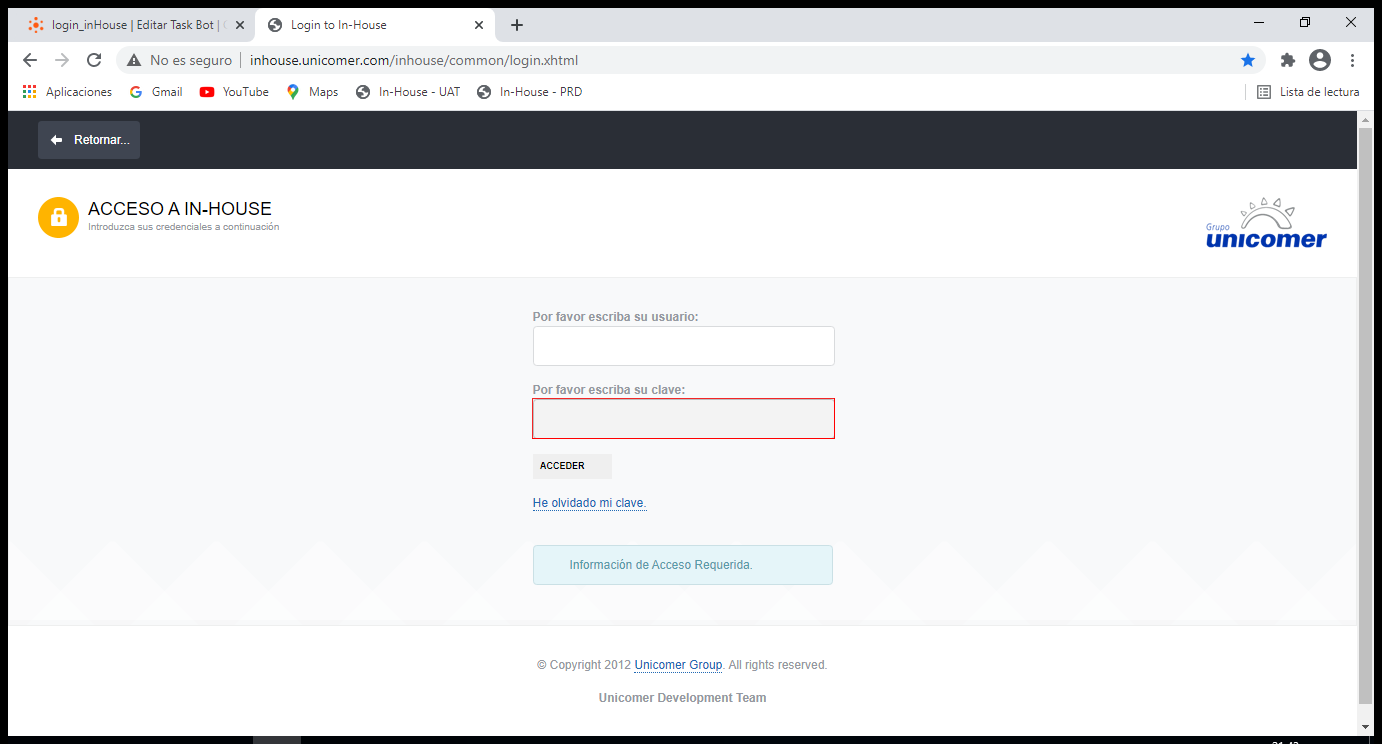 login_inHouse | Editar Task Bot |
Login to In-House
No es seguro
inhouse.unicomer.com/inhouse/common/login.xhtml
Aplicaciones
Gmail
YouTube
Maps
In-House - UAT
In-House - PRD
Lista de lectura
Retornar...
ACCESO A IN-HOUSE
Introduzca sus credenciales a continuación
Grupo
unicomer
Por favor escriba su usuario:
Por favor escriba su clave:
ACCEDER
He olvidado mi clave.
Información de Acceso Requerida.
© Copyright 2012 Unicomer Group. All rights reserved.
Unicomer Development Team